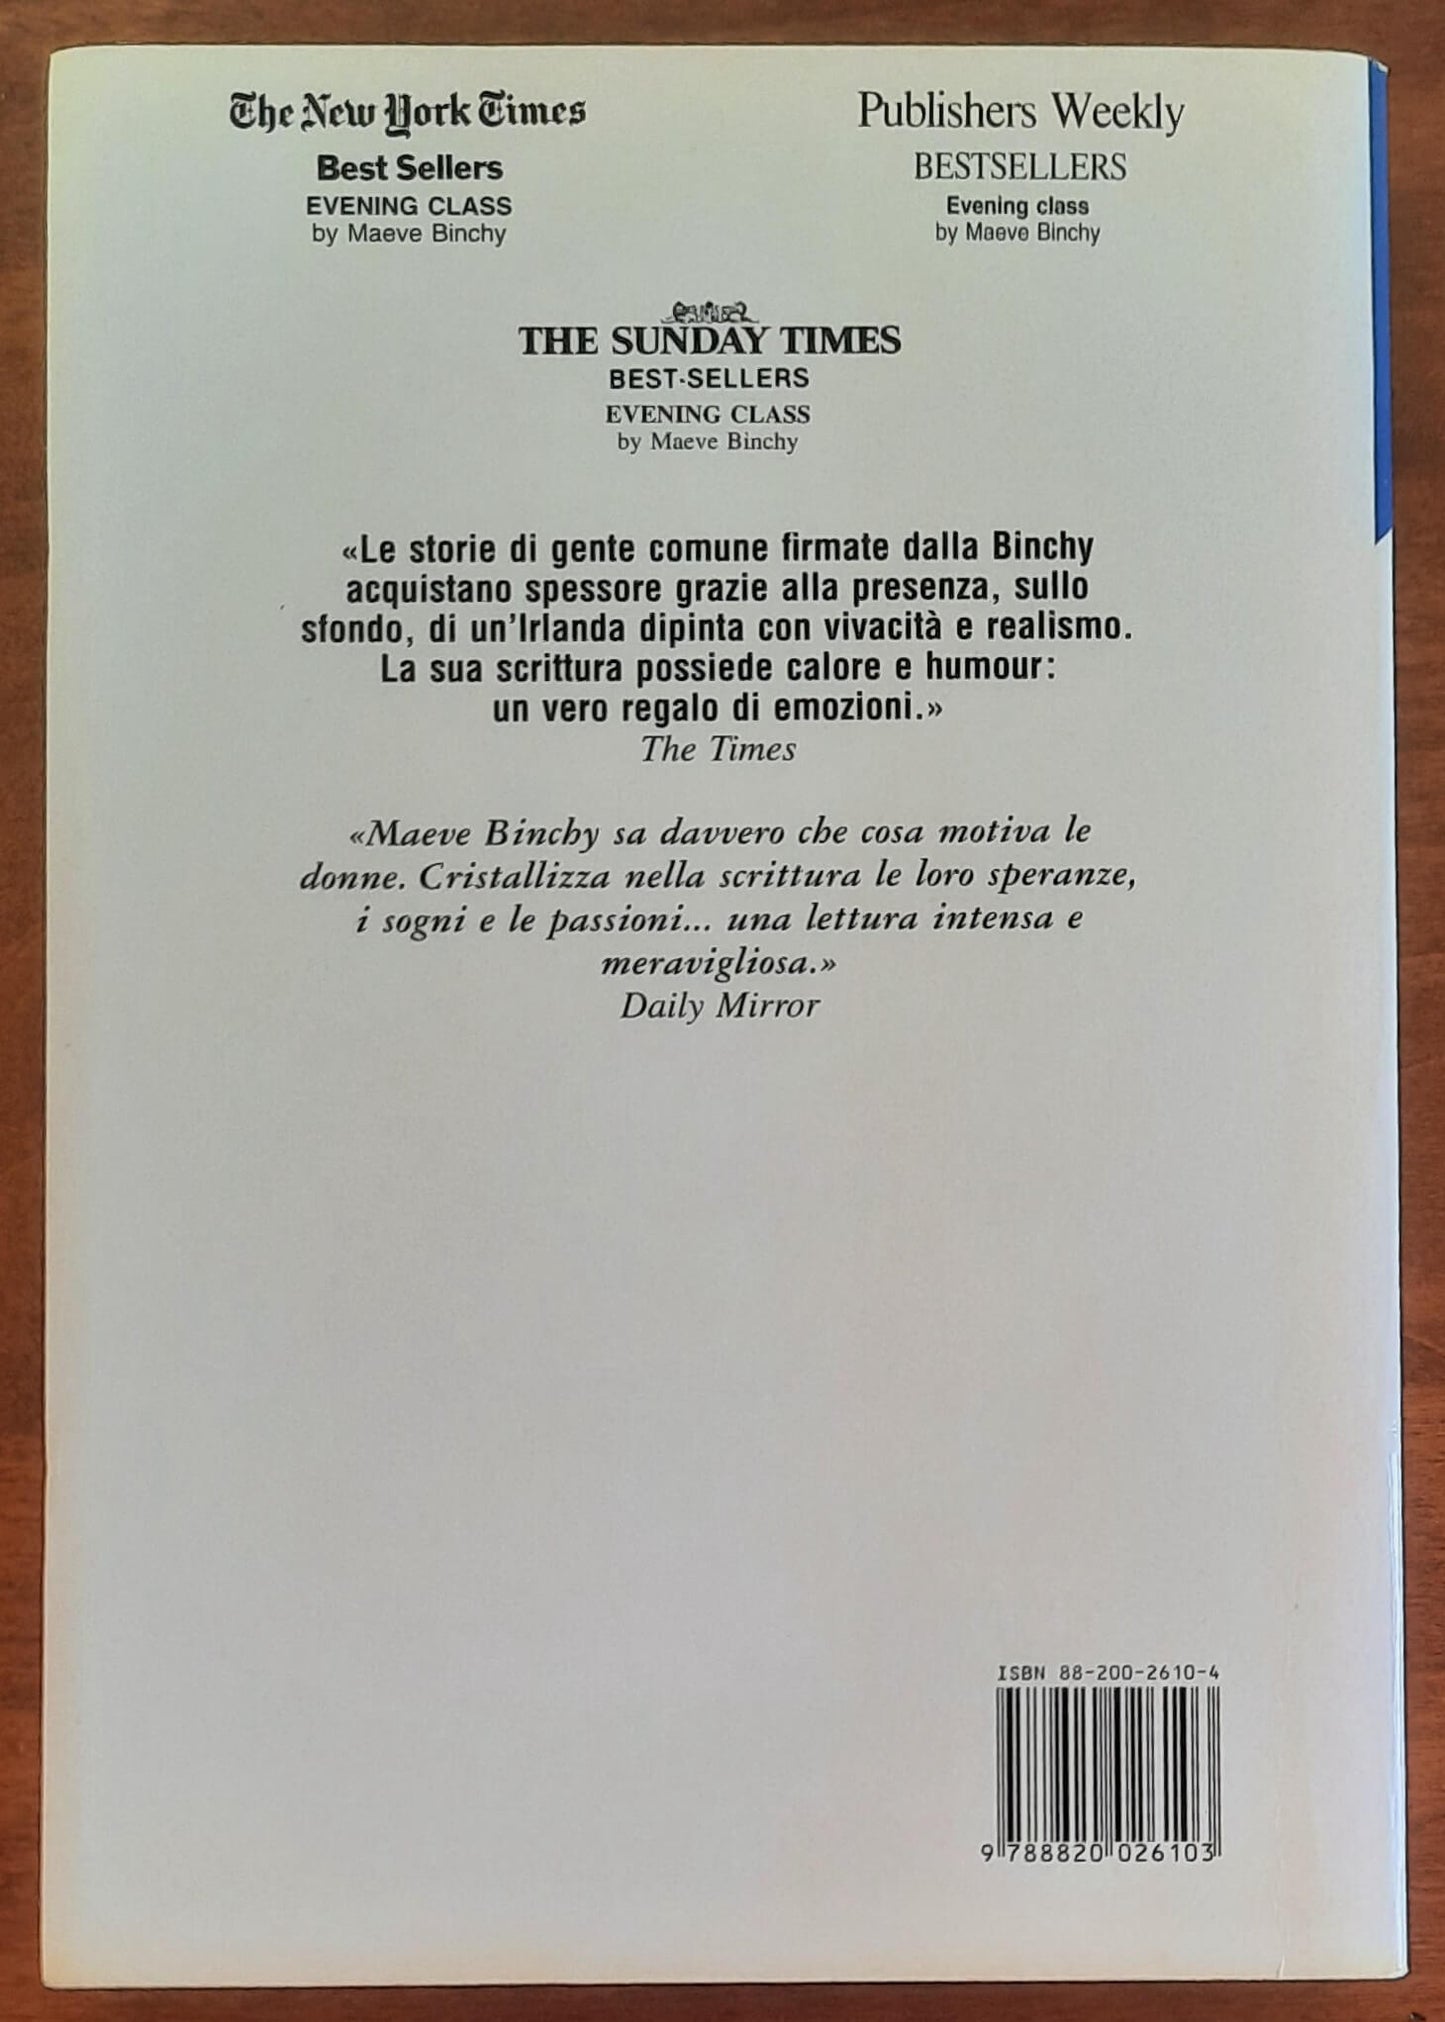 The New York Times
Best Sellers
EVENING CLASS
by Maeve Binchy
Publishers Weekly
BESTSELLERS
Evening class
by Maeve Binchy
THE SUNDAY TIMES
BEST-SELLERS
EVENING CLASS
by Maeve Binchy
«Le storie di gente comune firmate dalla Binchy
acquistano spessore grazie alla presenza, sullo
sfondo, di un'Irlanda dipinta con vivacità e realismo.
La sua scrittura possiede calore e humour:
un vero regalo di emozioni.»
The Times
«Maeve Binchy sa davvero che cosa motiva le
donne. Cristallizza nella scrittura le loro speranze,
i sogni e le passioni... una lettura intensa e
meravigliosa.»
Daily Mirror
ISBN 88-200-2610-4
9 788820 026103